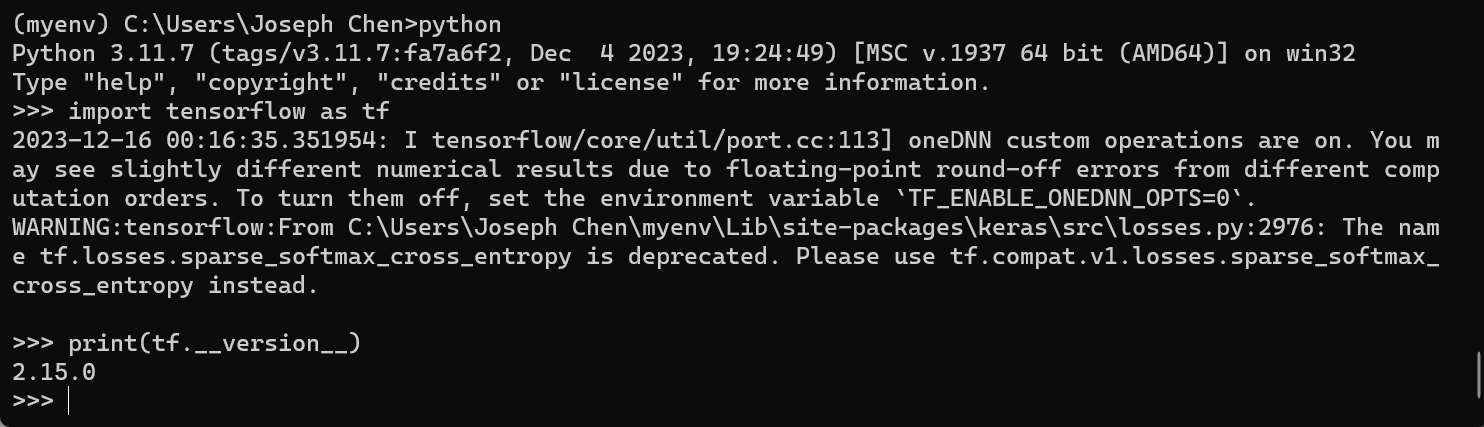 (myenv) C:\Users\Joseph Chen>python
Python 3.11.7 (tags/v3.11.7:fa7a6f2, Dec  4 2023, 19:24:49) [MSC v.1937 64 bit (AMD64)] on win32
Type "help", "copyright", "credits" or "license" for more information.
>>> import tensorflow as tf
2023-12-16 00:16:35.351954: I tensorflow/core/util/port.cc:113] oneDNN custom operations are on. You m
ay see slightly different numerical results due to floating-point round-off errors from different comp
utation orders. To turn them off, set the environment variable `TF_ENABLE_ONEDNN_OPTS=0`.
WARNING:tensorflow:From C:\Users\Joseph Chen\myenv\Lib\site-packages\keras\src\losses.py:2976: The nam
e tf.losses.sparse_softmax_cross_entropy is deprecated. Please use tf.compat.v1.losses.sparse_softmax_
cross_entropy instead.
>>> print(tf.__version__)
2.15.0
>>>